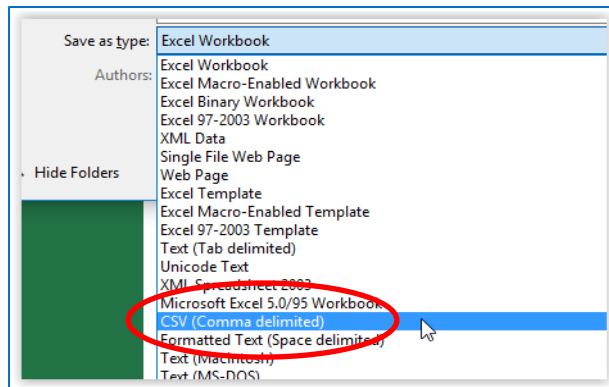 Save as type: Excel Workbook
Authors:
Excel Workbook
Excel Macro-Enabled Workbook
Excel Binary Workbook
Excel 97-2003 Workbook
XML Data
Single File Web Page
Hide Folders
Web Page
Excel Template
Excel Macro-Enabled Template
Excel 97-2003 Template
Text (Tab delimited)
Unicode Text
XML Spreadsheet 2003
Microsoft Excel 5.0/95 Workbook
CSV (Comma delimited)
Formatted Text (Space delimited)
Text (Macintosh)
Text (MS-DOS)